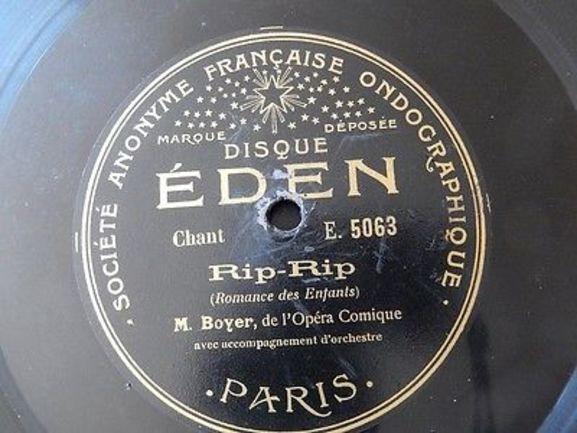 · SOCIÉTÉ ANONYME FRANÇAISE ONDOGRAPHIQUE ·
MARQUE DÉPOSÉE
DISQUE
ÉDEN
Chant E. 5063
Rip-Rip
(Romance des Enfants)
M. Boyer, de l'Opéra Comique
avec accompagnement d'orchestre
· PARIS ·